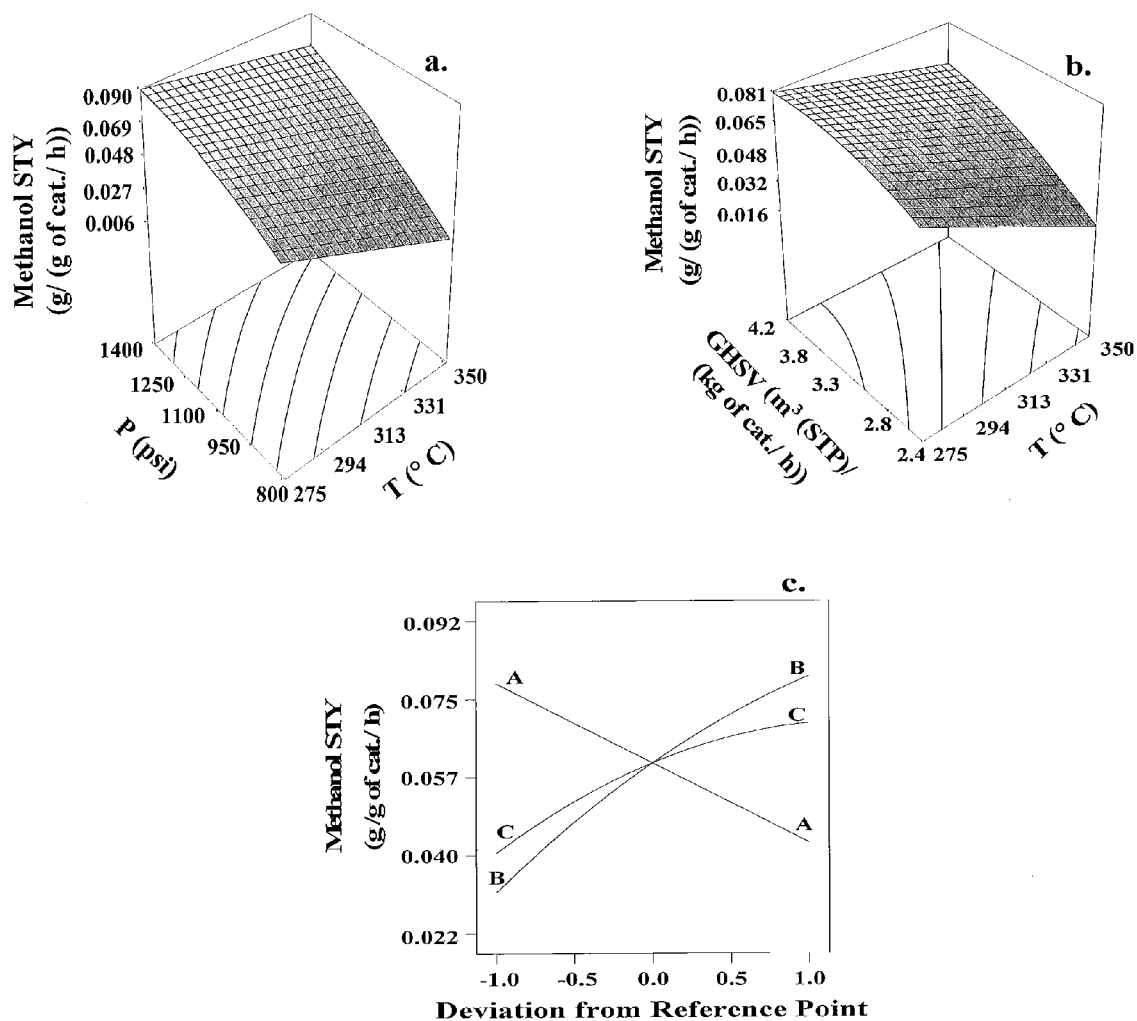 a.
Methanol STY
(g/ (g of cat./ h))
0.090
0.069
0.048
0.027
0.006
1400
1250
1100
950
800
P (psi)
275
294
313
331
350
T (° C)
b.
Methanol STY
(g/ (g of cat./ h))
0.081
0.065
0.048
0.032
0.016
4.2
3.8
3.3
2.8
2.4
GHSV (m³ (STP)/
(kg of cat./ h))
275
294
313
331
350
T (° C)
c.
Methanol STY
(g /g of cat./ h)
0.092
0.075
0.057
0.040
0.022
A
B
C
C
B
A
-1.0
-0.5
0.0
0.5
1.0
Deviation from Reference Point